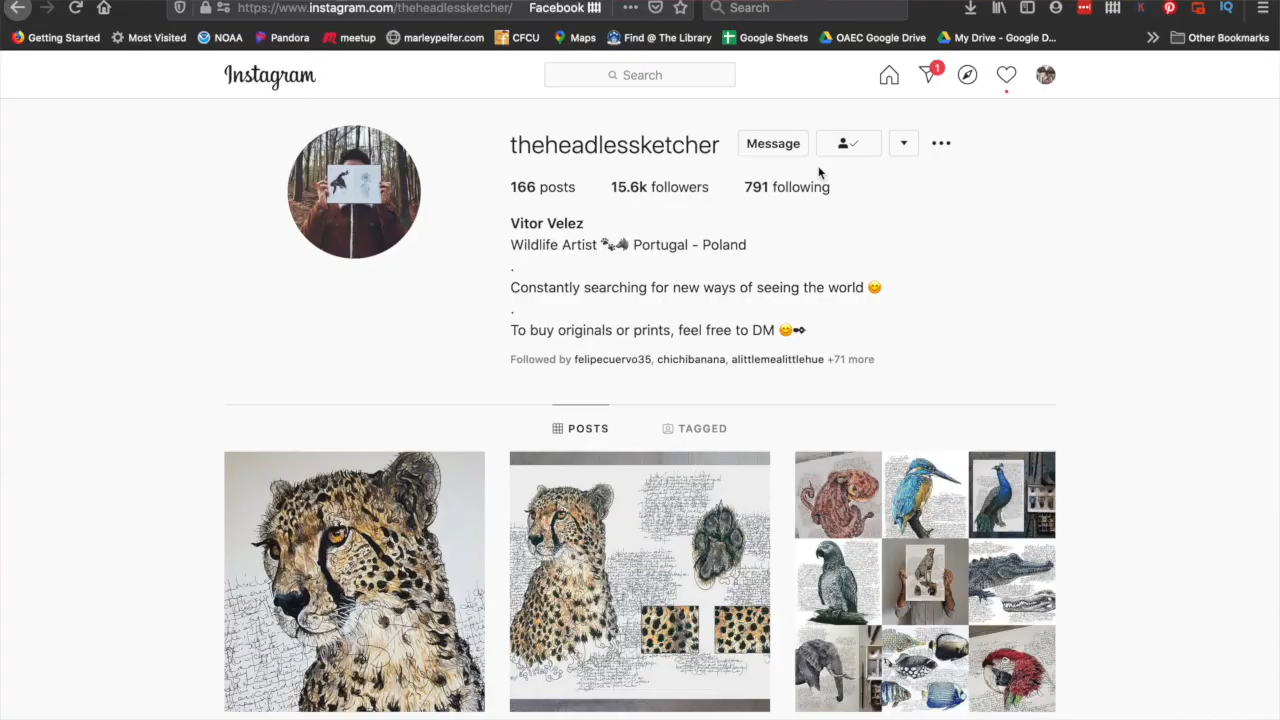 https://www.instagram.com/theheadlessketcher/
Facebook
Search
Getting Started
Most Visited
NOAA
Pandora
meetup
marleypeifer.com
CFCU
Maps
Find @ The Library
Google Sheets
OAEC Google Drive
My Drive - Google D...
Other Bookmarks
Instagram
Search
1
theheadlessketcher
Message
166 posts
15.6k followers
791 following
Vitor Velez
Wildlife Artist 🐾🦓 Portugal - Poland
.
Constantly searching for new ways of seeing the world 😊
.
To buy originals or prints, feel free to DM 😊✒
Followed by felipecuervo35, chichibanana, alittlemealittlehue +71 more
POSTS
TAGGED